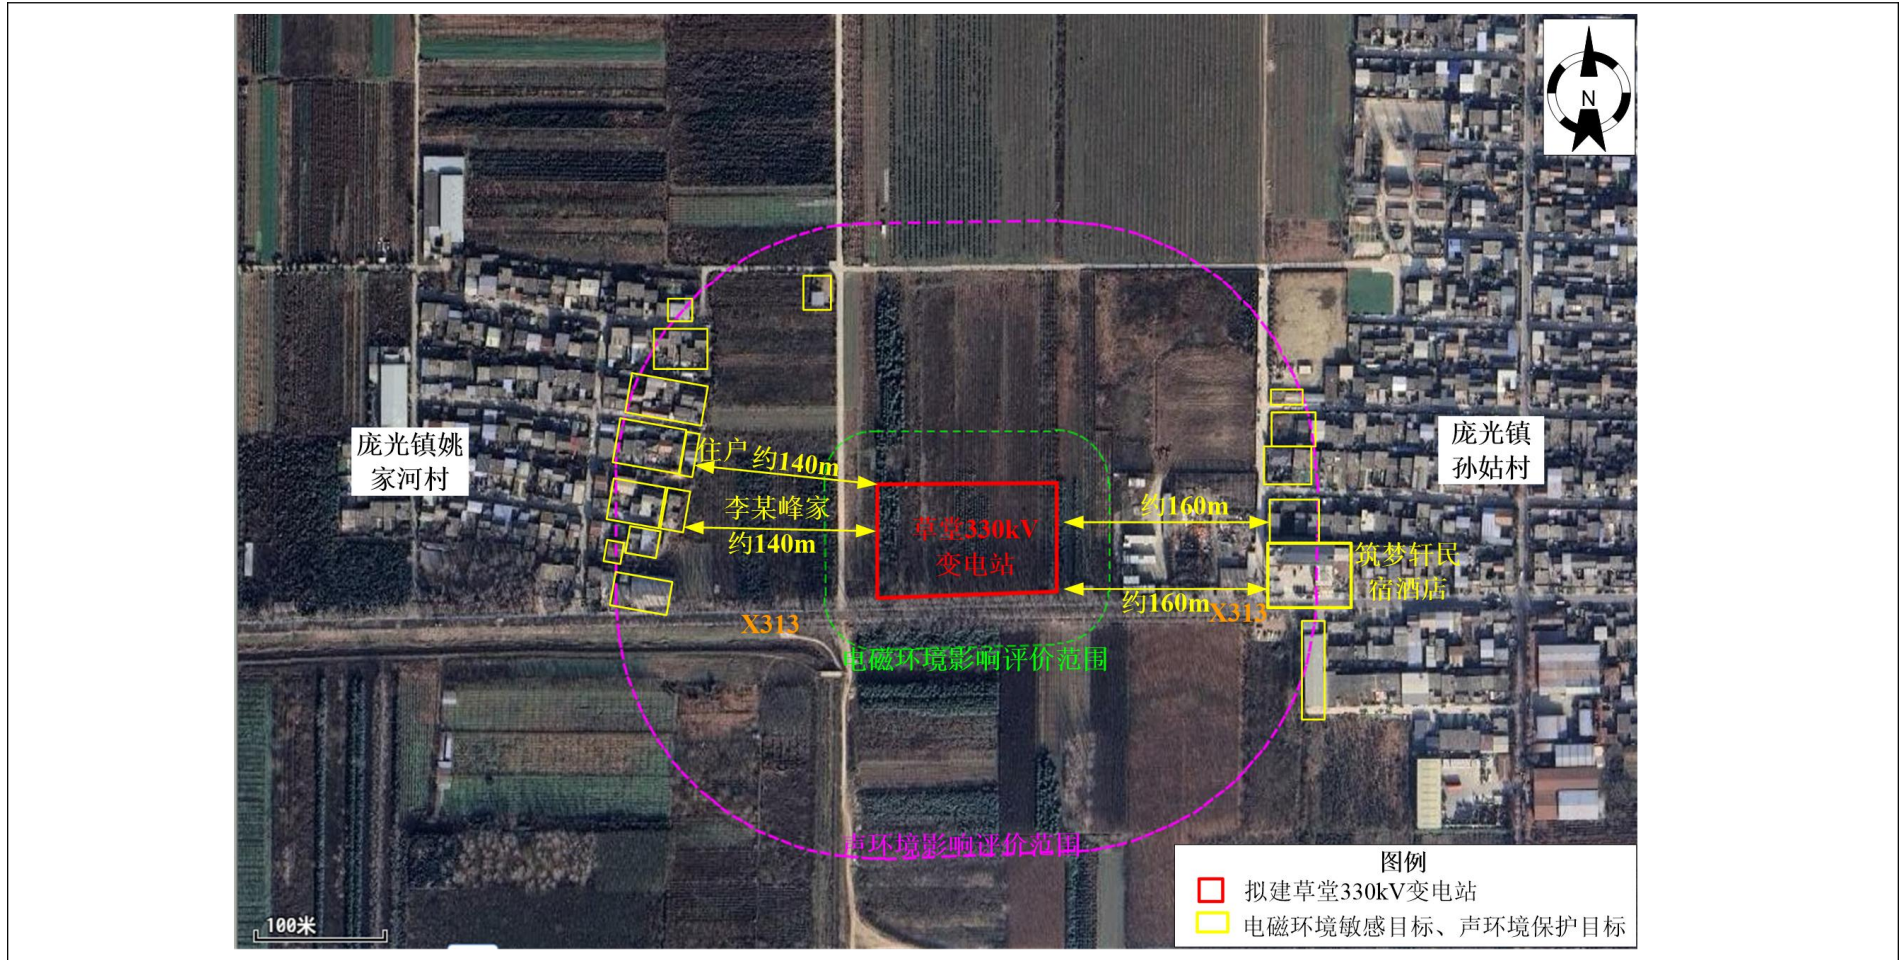 N
庞光镇姚
家河村
庞光镇
孙姑村
住户
约140m
李某峰家
约140m
草堂330kV
变电站
约160m
筑梦轩民
宿酒店
约160m
X313
X313
电磁环境影响评价范围
声环境影响评价范围
100米
图例
拟建草堂330kV变电站
电磁环境敏感目标、声环境保护目标